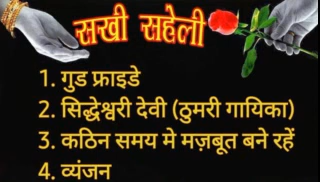 सखी सहेली
1. गुड फ्राइडे
2. सिद्धेश्वरी देवी (ठुमरी गायिका)
3. कठिन समय मे मज़बूत बने रहें
4. व्यंजन